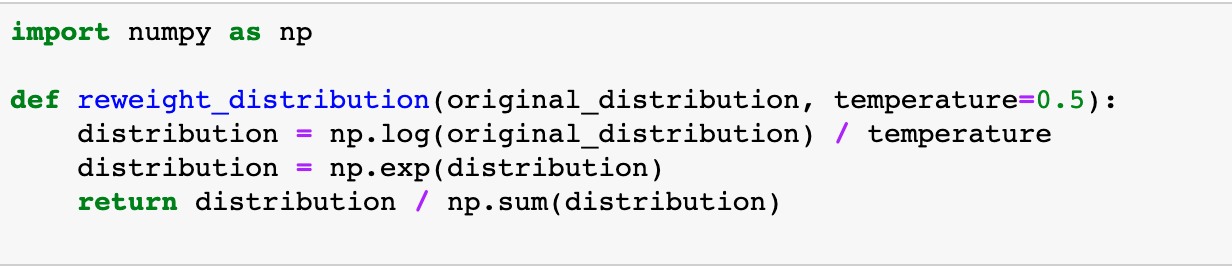 import numpy as np
def reweight_distribution(original_distribution, temperature=0.5):
    distribution = np.log(original_distribution) / temperature
    distribution = np.exp(distribution)
    return distribution / np.sum(distribution)